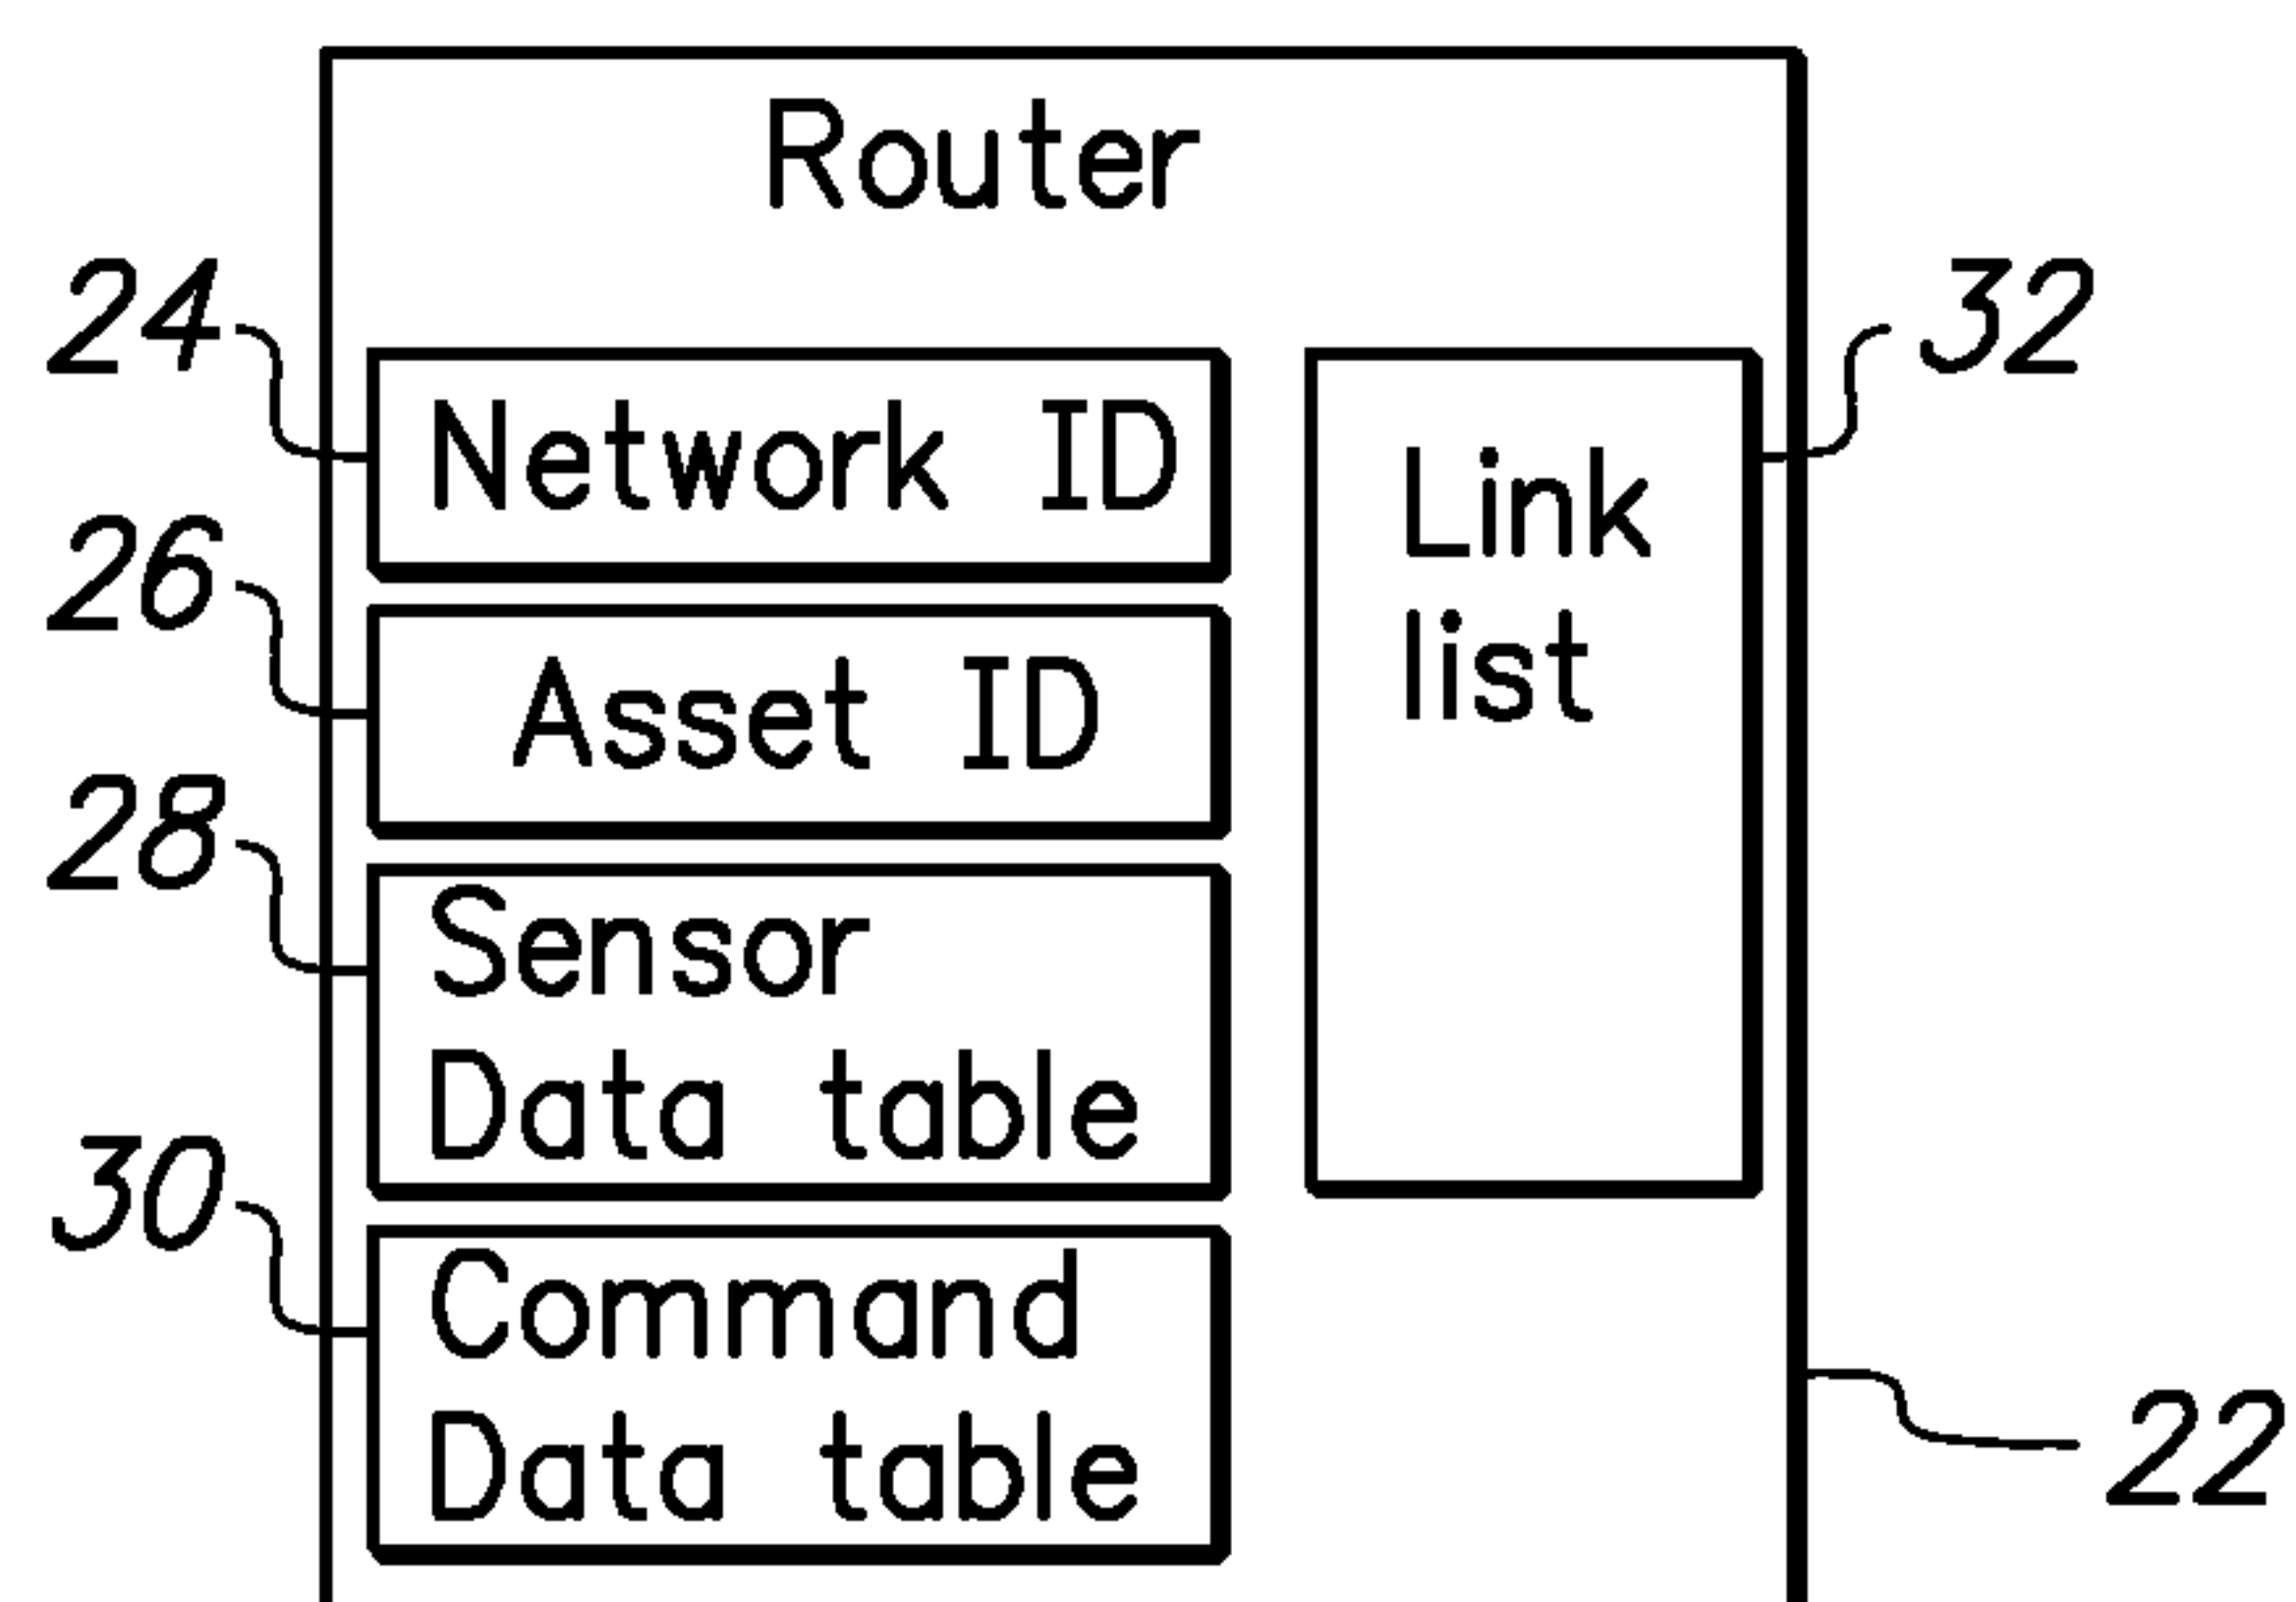 Router
24
32
Network ID
Link
list
26
Asset ID
28
Sensor
Data table
30
Command
Data table
22